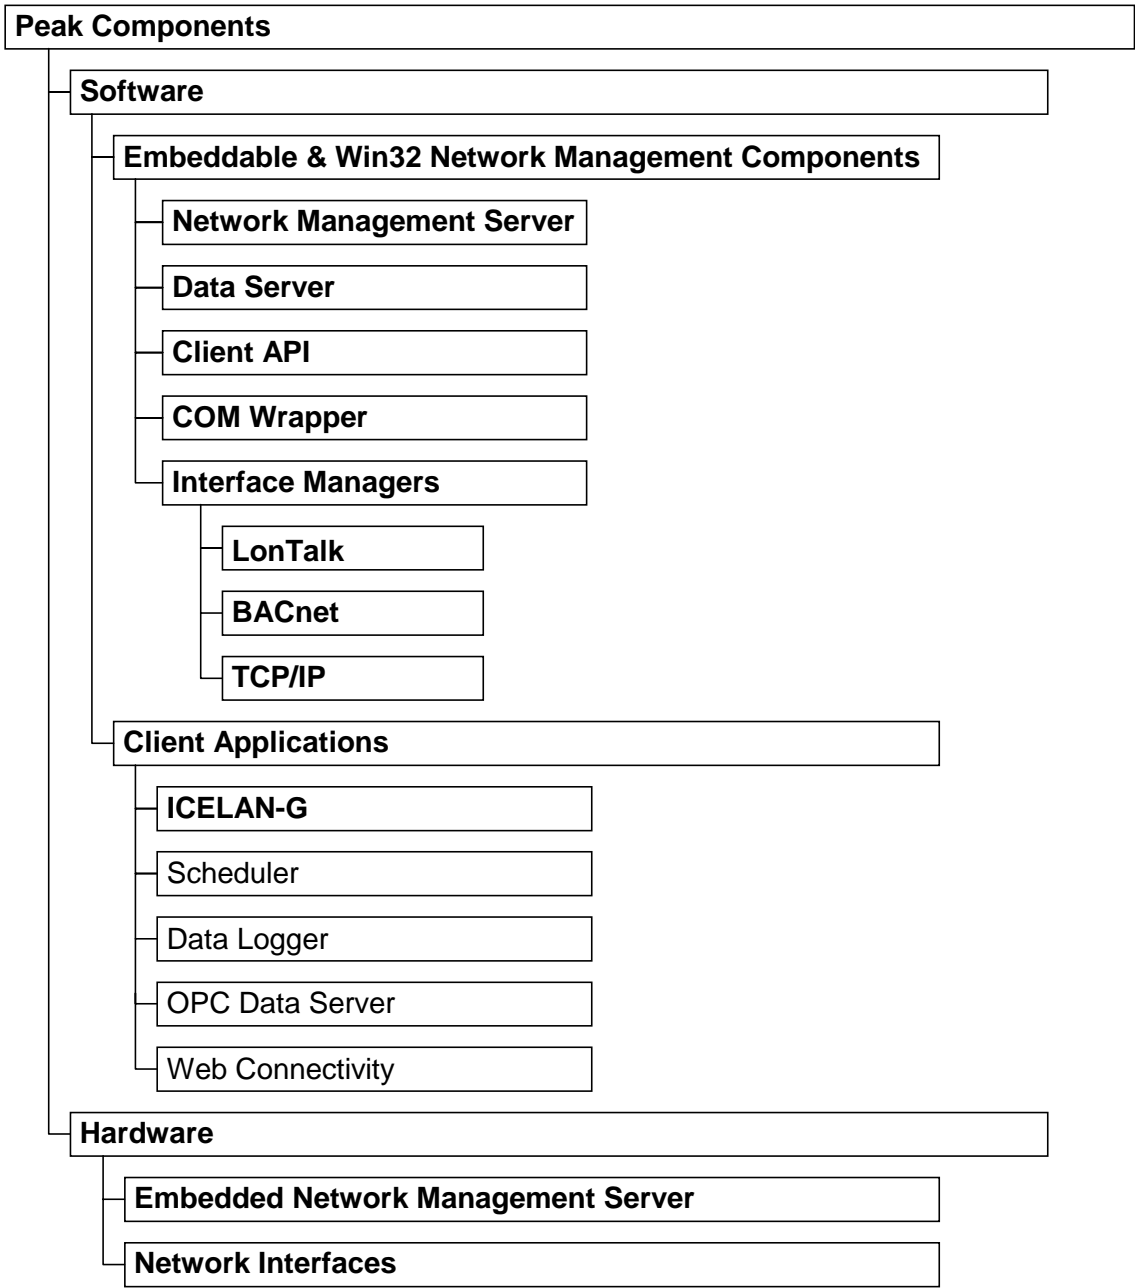 Peak Components
Software
Embeddable & Win32 Network Management Components
Network Management Server
Data Server
Client API
COM Wrapper
Interface Managers
LonTalk
BACnet
TCP/IP
Client Applications
ICELAN-G
Scheduler
Data Logger
OPC Data Server
Web Connectivity
Hardware
Embedded Network Management Server
Network Interfaces